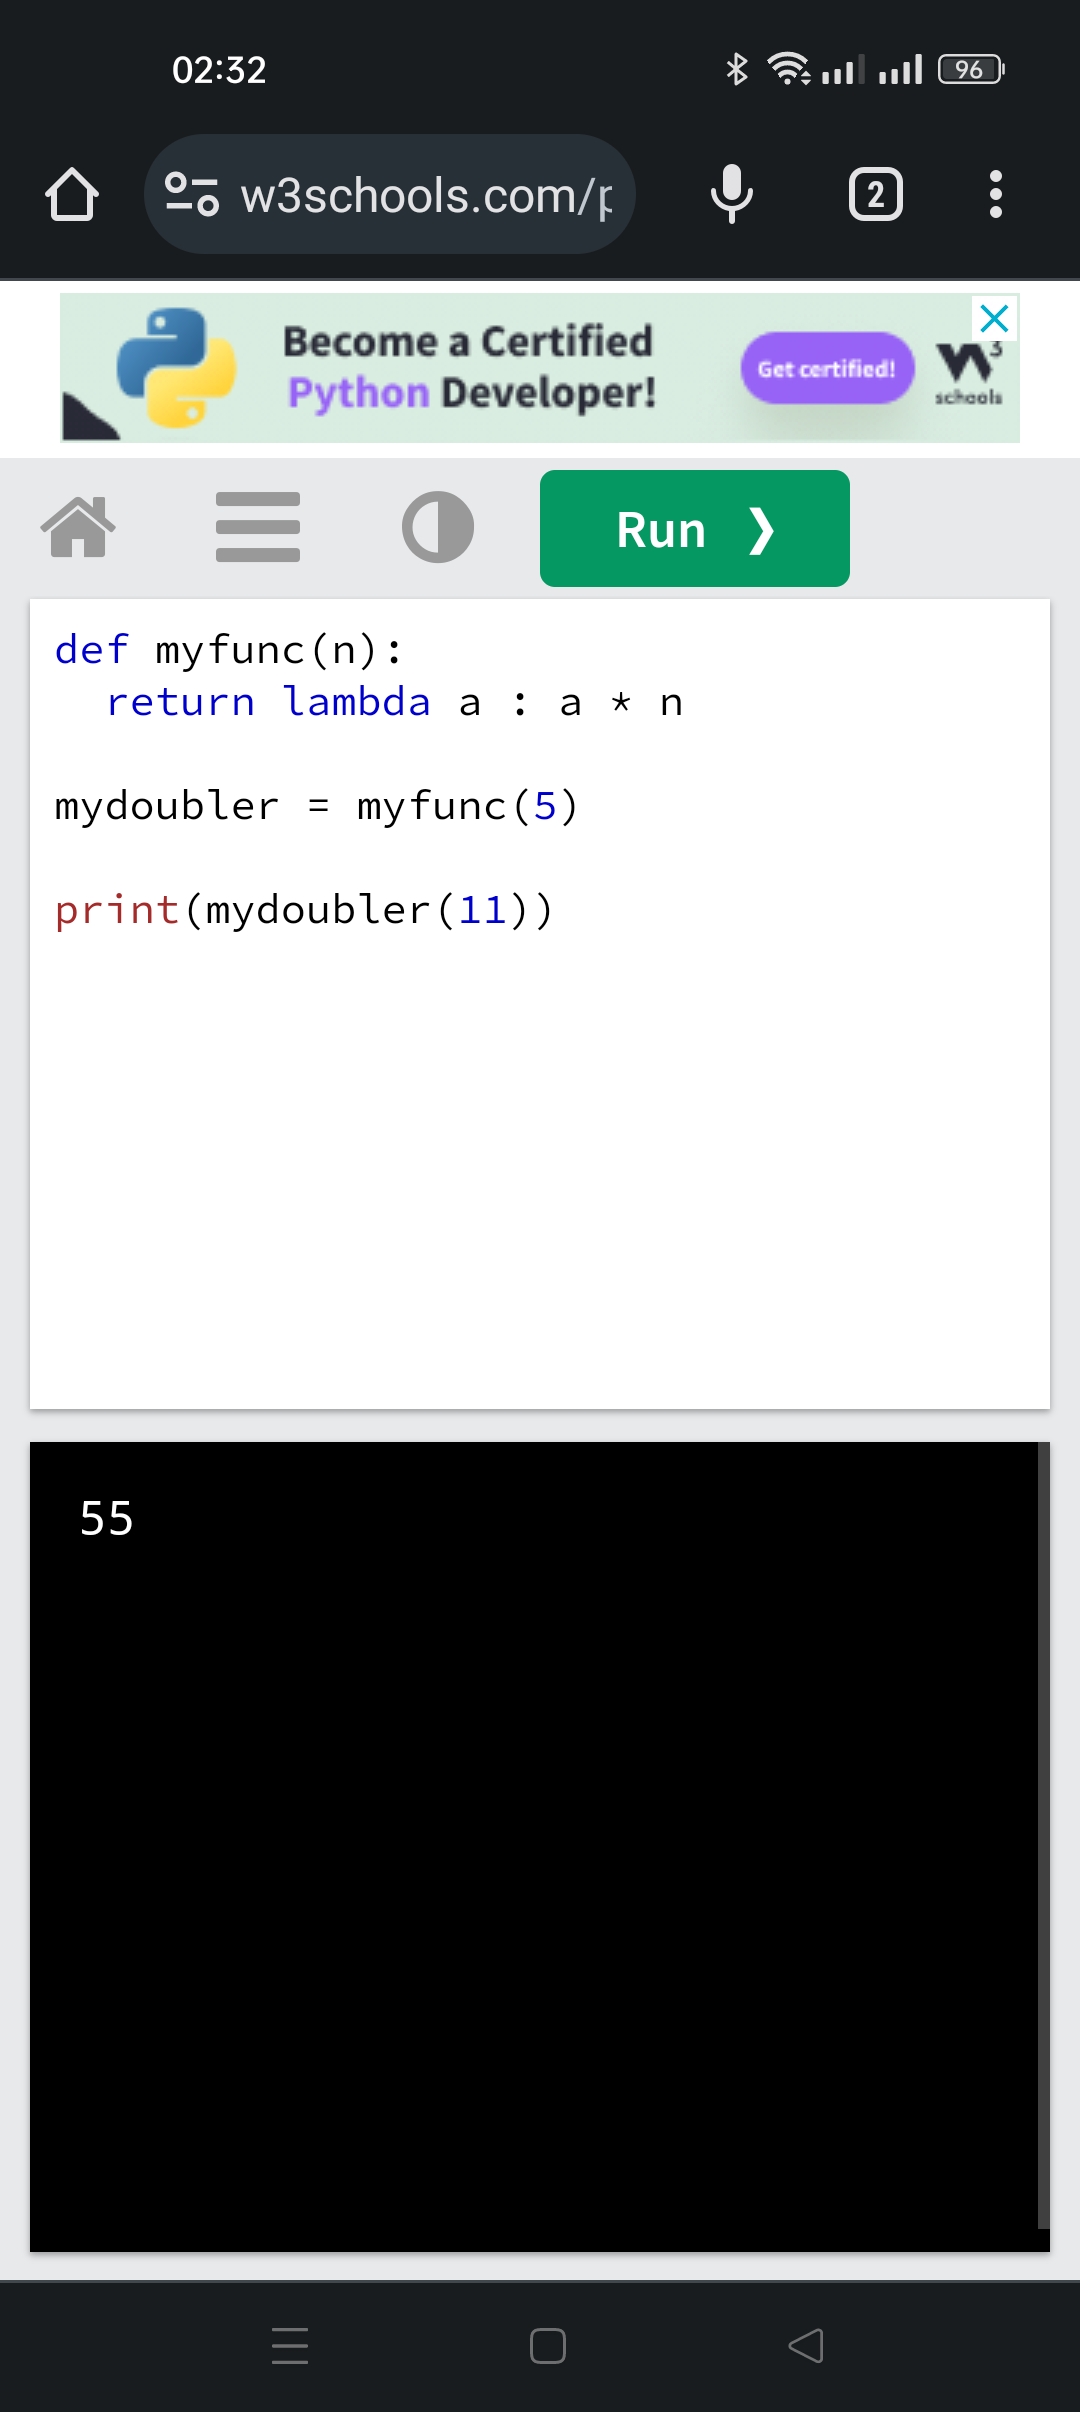 02:32
96
w3schools.com/p
2
Become a Certified
Python Developer!
Get certified!
W3
schools
Run ❯
def myfunc(n):
  return lambda a : a * n
mydoubler = myfunc(5)
print(mydoubler(11))
55